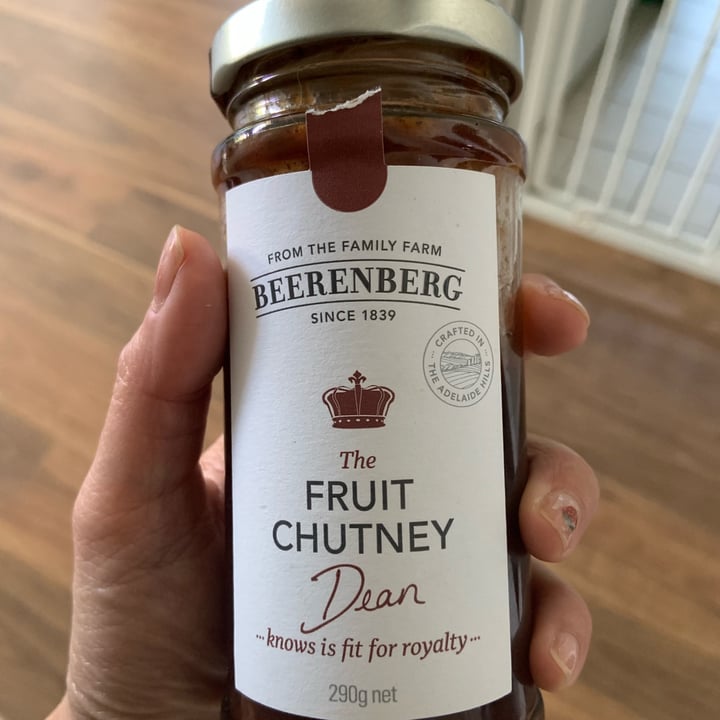 FROM THE FAMILY FARM
BEERENBERG
SINCE 1839
CRAFTED IN
THE ADELAIDE HILLS
The
FRUIT
CHUTNEY
Dean
...knows is fit for royalty...
290g net